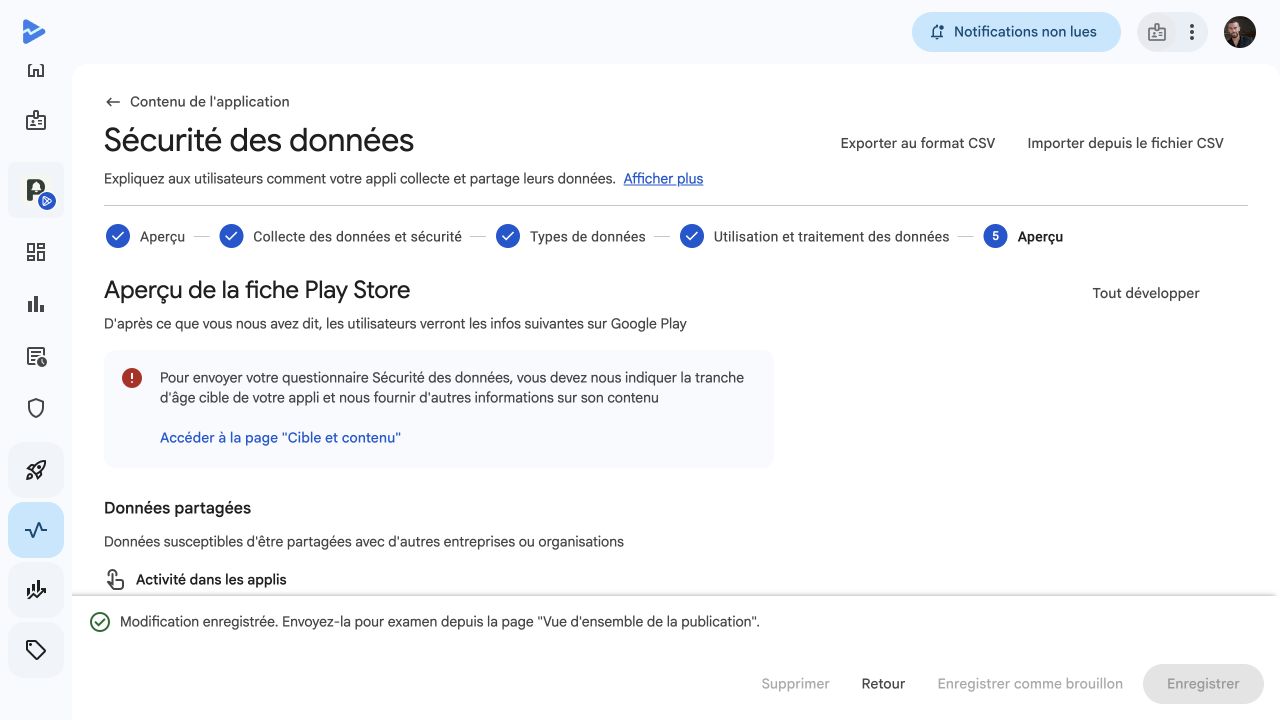 Notifications non lues
Contenu de l'application
Sécurité des données
Exporter au format CSV
Importer depuis le fichier CSV
Expliquez aux utilisateurs comment votre appli collecte et partage leurs données. Afficher plus
Aperçu
Collecte des données et sécurité
Types de données
Utilisation et traitement des données
5
Aperçu
Aperçu de la fiche Play Store
Tout développer
D'après ce que vous nous avez dit, les utilisateurs verront les infos suivantes sur Google Play
Pour envoyer votre questionnaire Sécurité des données, vous devez nous indiquer la tranche
d'âge cible de votre appli et nous fournir d'autres informations sur son contenu
Accéder à la page "Cible et contenu"
Données partagées
Données susceptibles d'être partagées avec d'autres entreprises ou organisations
Activité dans les applis
Modification enregistrée. Envoyez-la pour examen depuis la page "Vue d'ensemble de la publication".
Supprimer
Retour
Enregistrer comme brouillon
Enregistrer